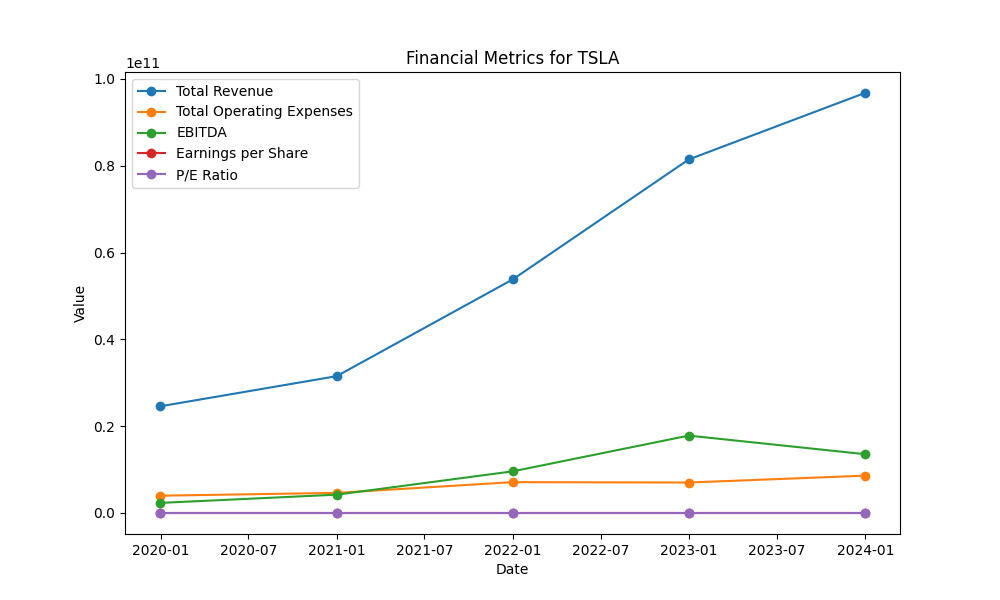 Financial Metrics for TSLA
1e11
1.0
0.8
0.6
0.4
0.2
0.0
Value
Total Revenue
Total Operating Expenses
EBITDA
Earnings per Share
P/E Ratio
2020-01 2020-07 2021-01 2021-07 2022-01 2022-07 2023-01 2023-07 2024-01
Date